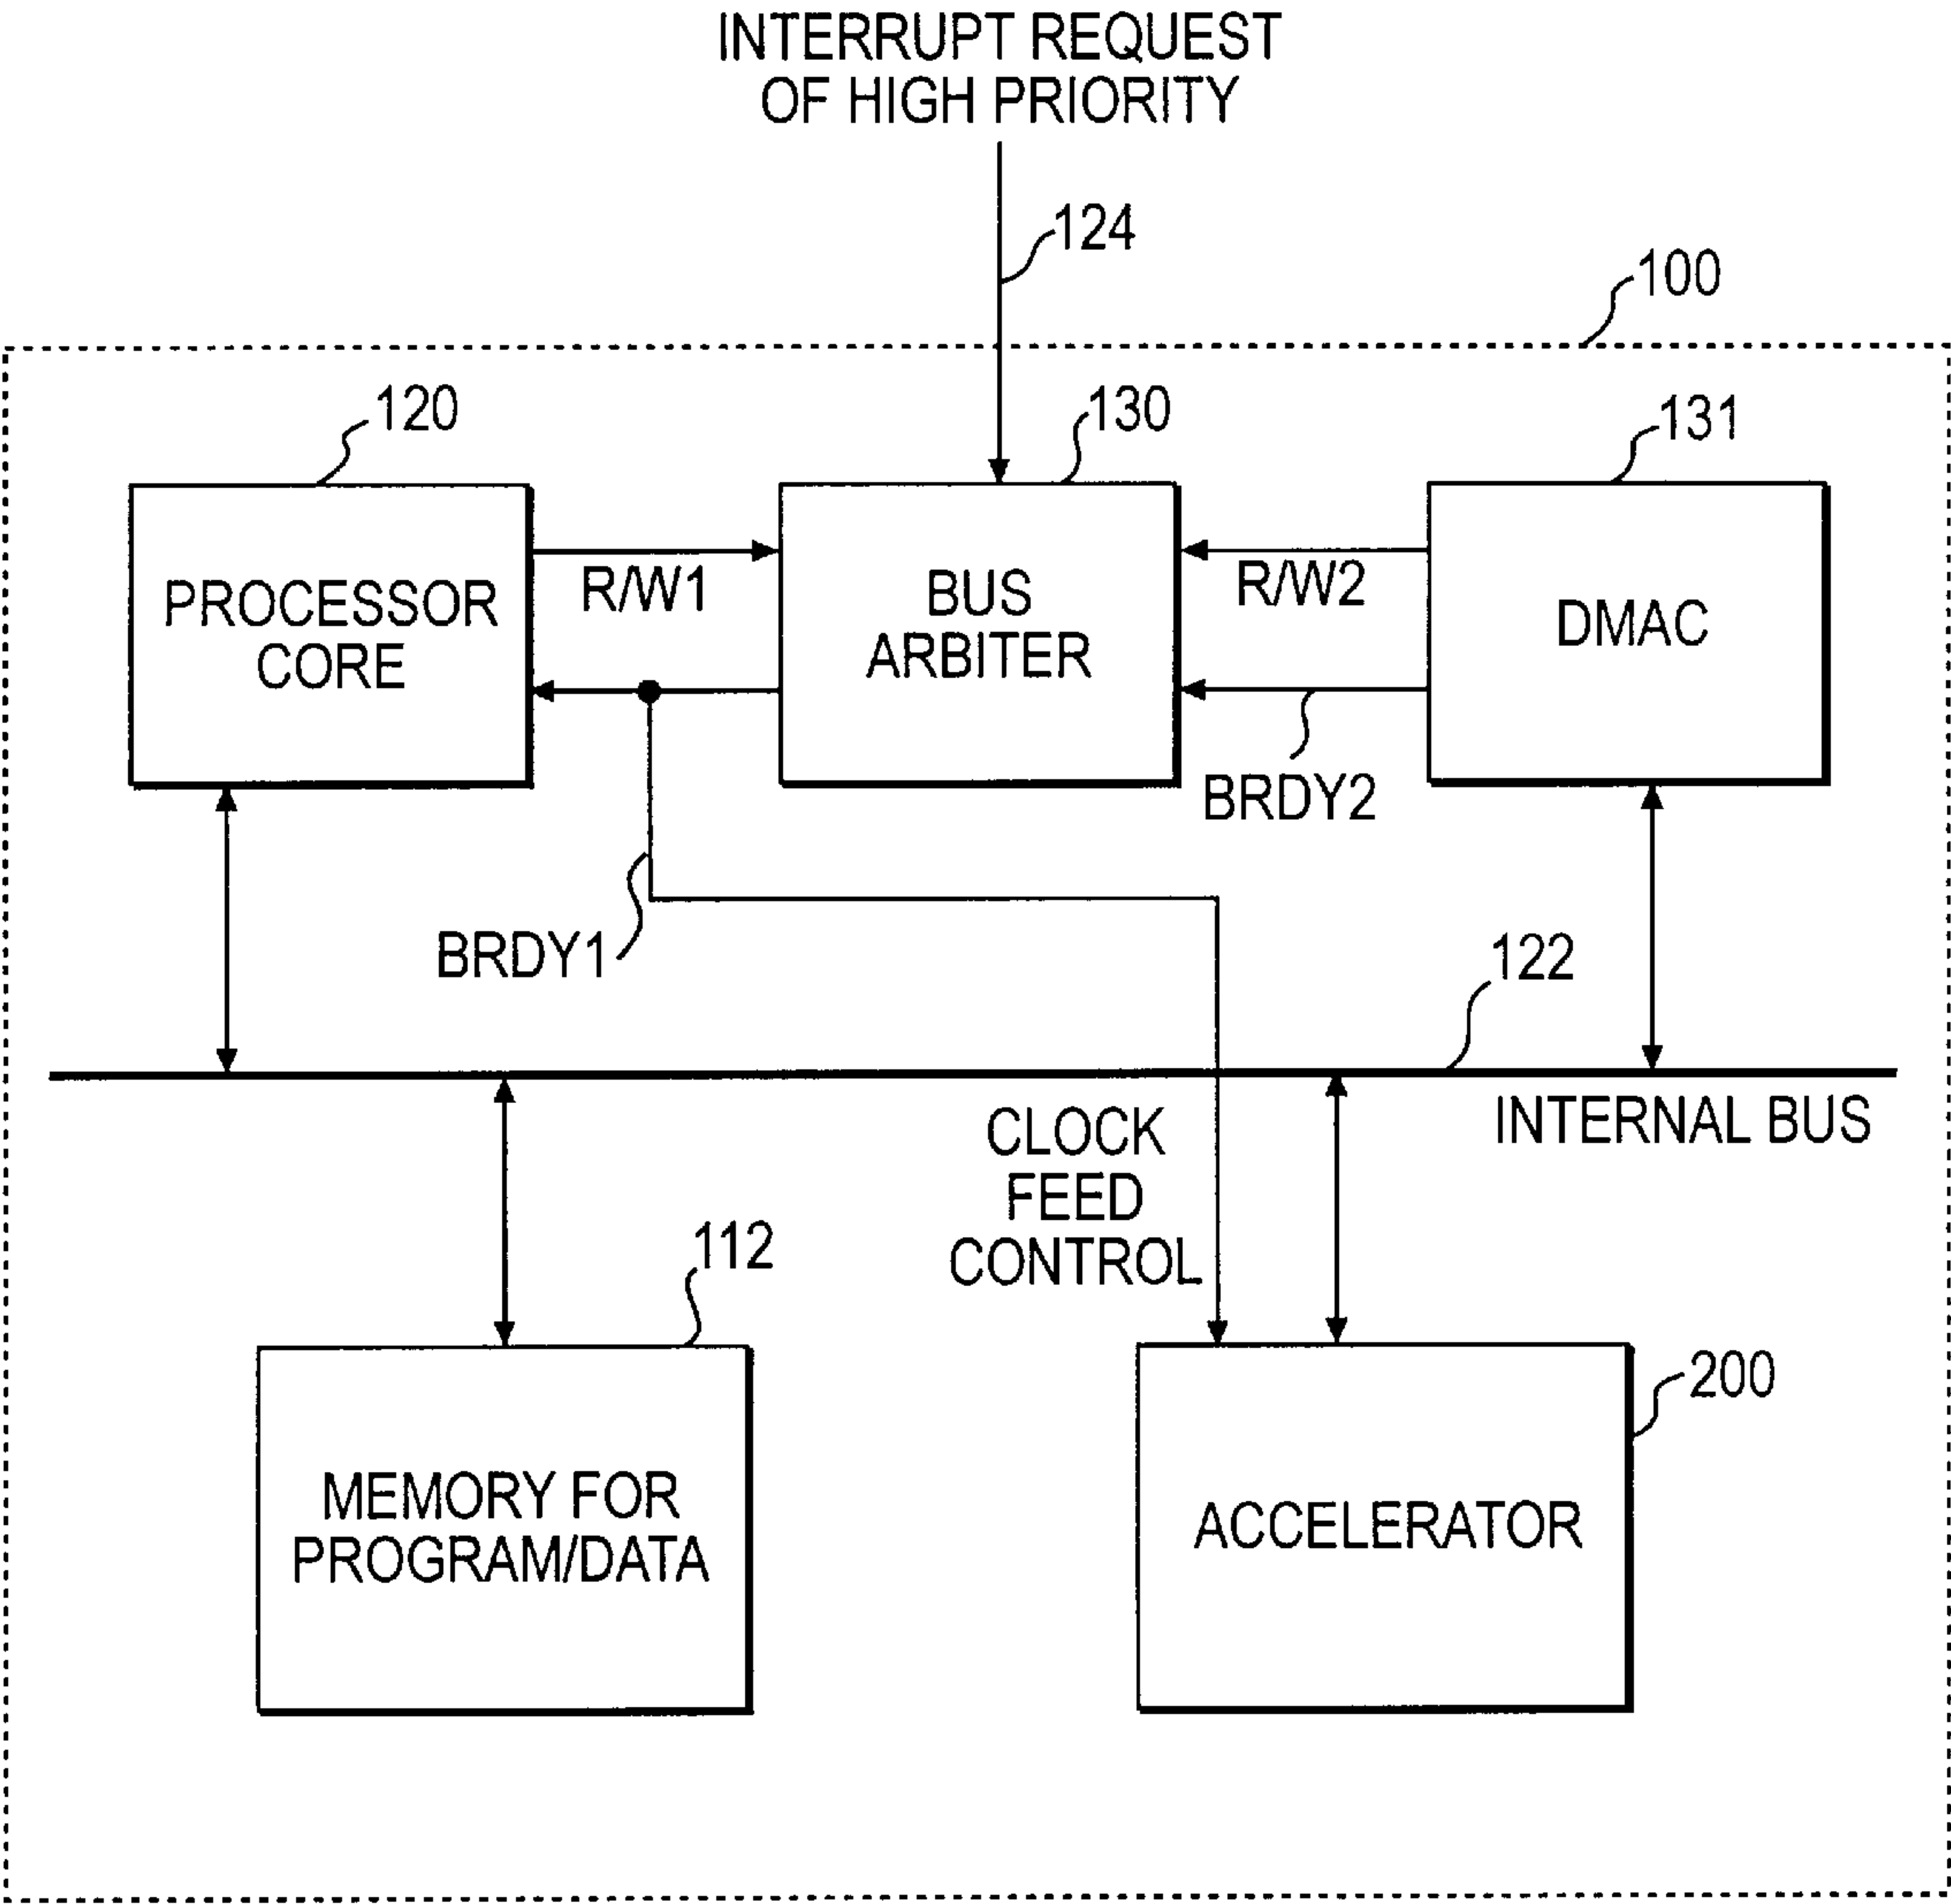 INTERRUPT REQUEST
OF HIGH PRIORITY
124
100
120
130
131
PROCESSOR
CORE
R/W1
BUS
ARBITER
R/W2
DMAC
BRDY2
BRDY1
122
INTERNAL BUS
CLOCK
FEED
CONTROL
112
200
MEMORY FOR
PROGRAM/DATA
ACCELERATOR